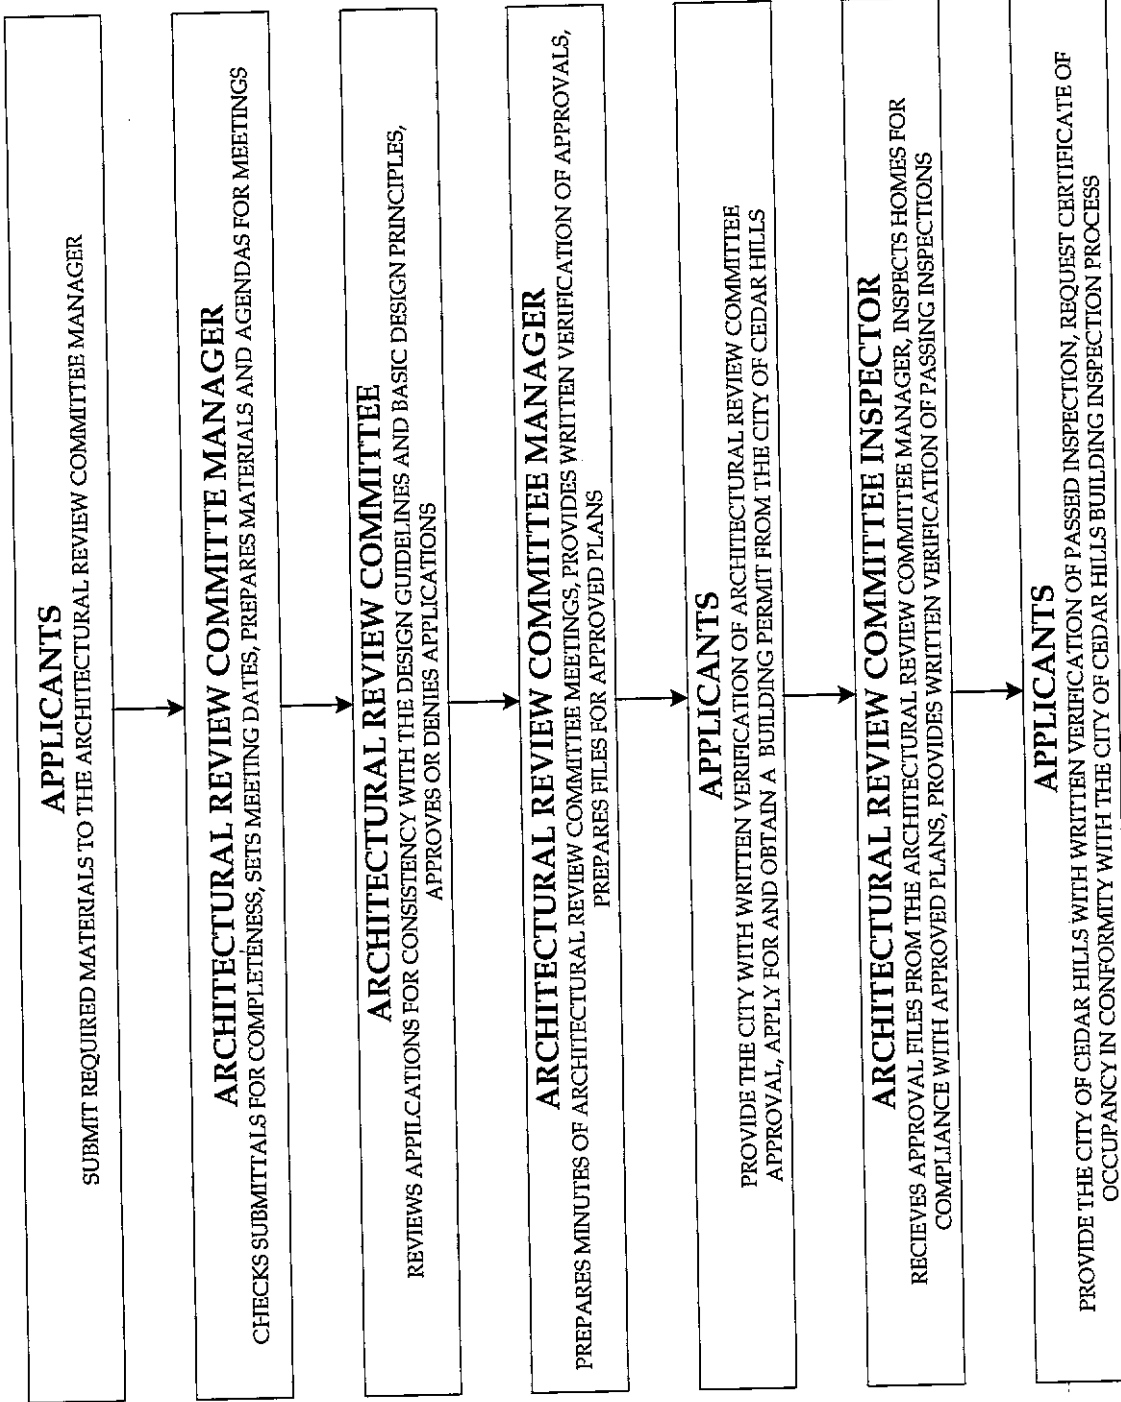 APPLICANTS
SUBMIT REQUIRED MATERIALS TO THE ARCHITECTURAL REVIEW COMMITTEE MANAGER
ARCHITECTURAL REVIEW COMMITTE MANAGER
CHECKS SUBMITTALS FOR COMPLETENESS, SETS MEETING DATES, PREPARES MATERIALS AND AGENDAS FOR MEETINGS
ARCHITECTURAL REVIEW COMMITTEE
REVIEWS APPILCATIONS FOR CONSISTENCY WITH THE DESIGN GUIDELINES AND BASIC DESIGN PRINCIPLES,
APPROVES OR DENIES APPLICATIONS
ARCHITECTURAL REVIEW COMMITTEE MANAGER
PREPARES MINUTES OF ARCHITECTURAL REVIEW COMMITTEE MEETINGS, PROVIDES WRITTEN VERIFICATION OF APPROVALS,
PREPARES FILES FOR APPROVED PLANS
APPLICANTS
PROVIDE THE CITY WITH WRITTEN VERIFICATION OF ARCHITECTURAL REVIEW COMMITTEE
APPROVAL, APPLY FOR AND OBTAIN A BUILDING PERMIT FROM THE CITY OF CEDAR HILLS
ARCHITECTURAL REVIEW COMMITTEE INSPECTOR
RECIEVES APPROVAL FILES FROM THE ARCHITECTURAL REVIEW COMMITTEE MANAGER, INSPECTS HOMES FOR
COMPLIANCE WITH APPROVED PLANS, PROVIDES WRITTEN VERIFICATION OF PASSING INSPECTIONS
APPLICANTS
PROVIDE THE CITY OF CEDAR HILLS WITH WRITTEN VERIFICATION OF PASSED INSPECTION, REQUEST CERTIFICATE OF
OCCUPANCY IN CONFORMITY WITH THE CITY OF CEDAR HILLS BUILDING INSPECTION PROCESS